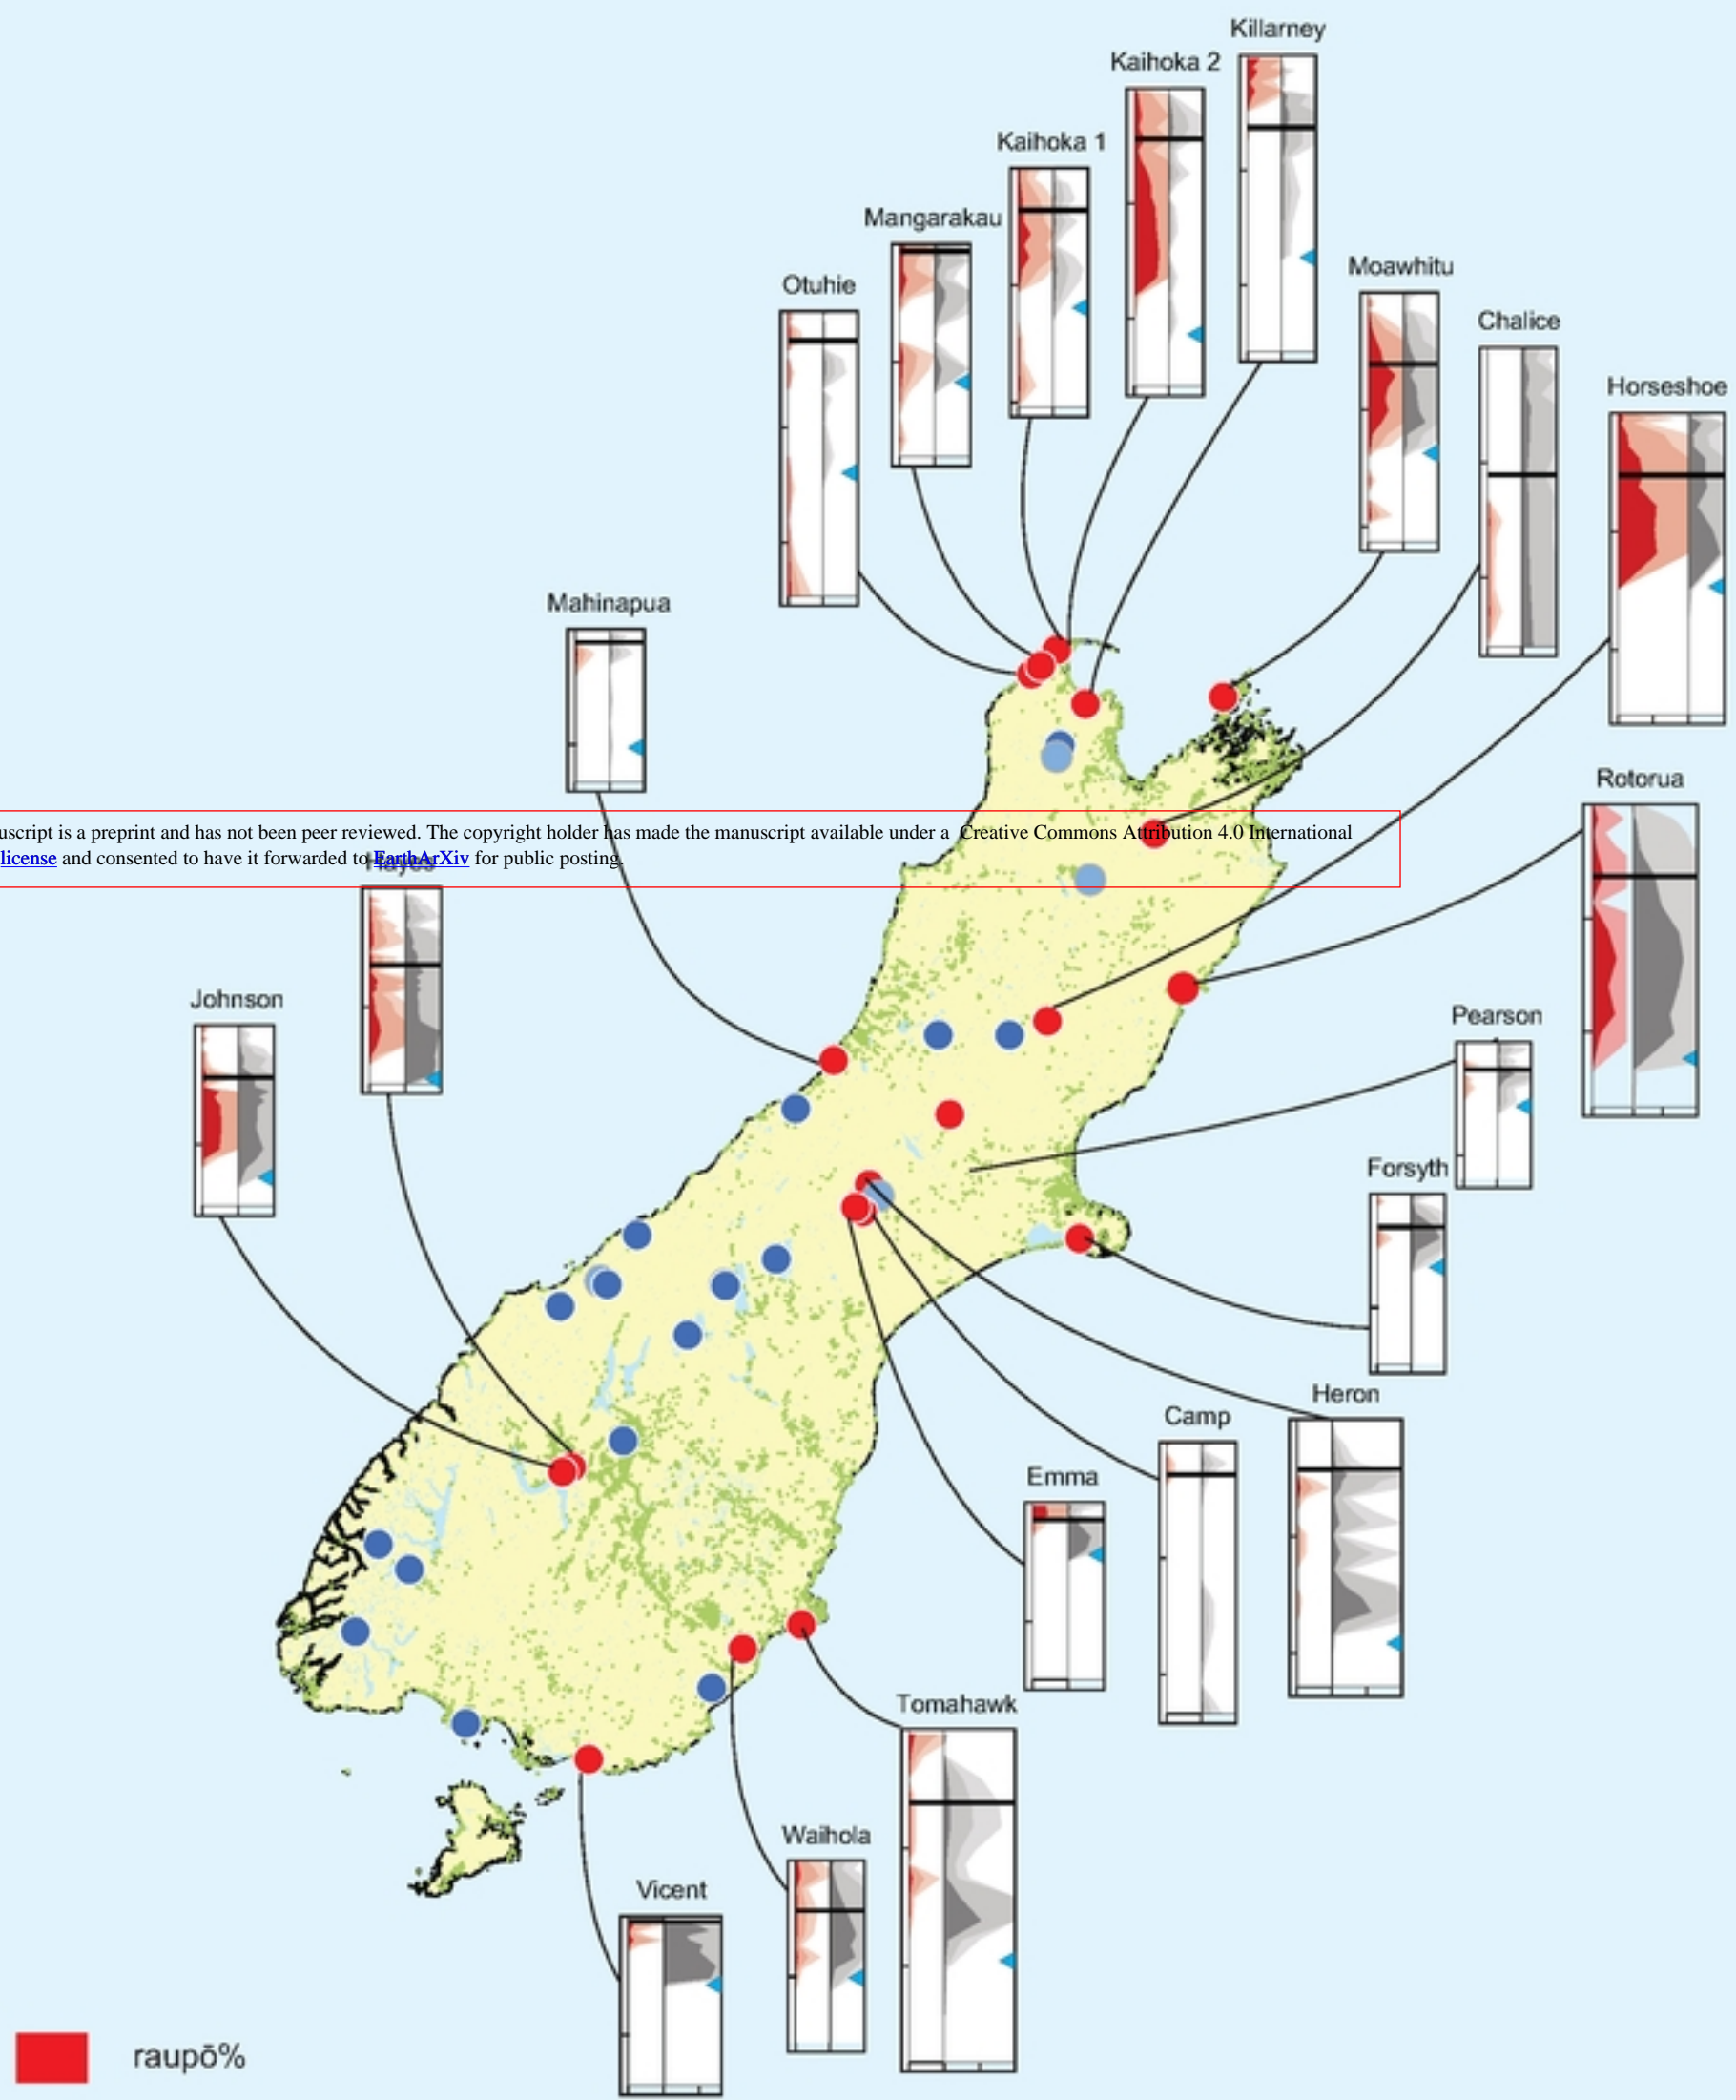 Killarney
Kaihoka 2
Kaihoka 1
Mangarakau
Otuhie
Moawhitu
Chalice
Horseshoe
Mahinapua
Rotorua
uscript is a preprint and has not been peer reviewed. The copyright holder has made the manuscript available under a Creative Commons Attribution 4.0 International
license and consented to have it forwarded to EarthArXiv for public posting.
Hayes
Johnson
Pearson
Forsyth
Heron
Camp
Emma
Tomahawk
Waihola
Vicent
raupō%